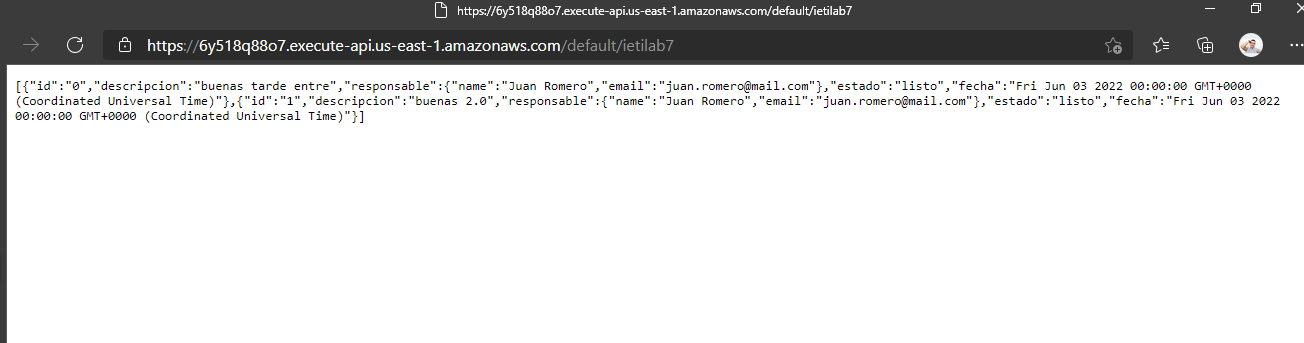 https://6y518q88o7.execute-api.us-east-1.amazonaws.com/default/ietilab7
https://6y518q88o7.execute-api.us-east-1.amazonaws.com/default/ietilab7
[{"id":"0","descripcion":"buenas tarde entre","responsable":{"name":"Juan Romero","email":"juan.romero@mail.com"},"estado":"listo","fecha":"Fri Jun 03 2022 00:00:00 GMT+0000
(Coordinated Universal Time)"},{"id":"1","descripcion":"buenas 2.0","responsable":{"name":"Juan Romero","email":"juan.romero@mail.com"},"estado":"listo","fecha":"Fri Jun 03 2022
00:00:00 GMT+0000 (Coordinated Universal Time)"}]